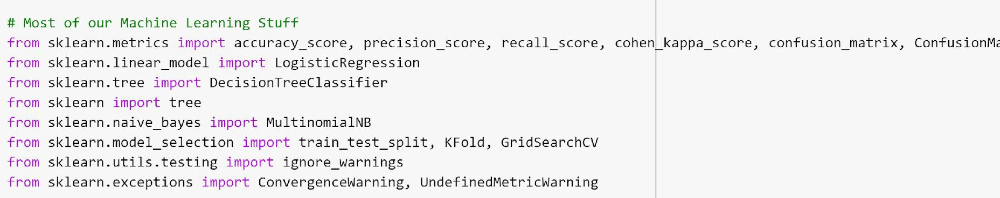 # Most of our Machine Learning Stuff
from sklearn.metrics import accuracy_score, precision_score, recall_score, cohen_kappa_score, confusion_matrix, ConfusionMa
from sklearn.linear_model import LogisticRegression
from sklearn.tree import DecisionTreeClassifier
from sklearn import tree
from sklearn.naive_bayes import MultinomialNB
from sklearn.model_selection import train_test_split, KFold, GridSearchCV
from sklearn.utils.testing import ignore_warnings
from sklearn.exceptions import ConvergenceWarning, UndefinedMetricWarning